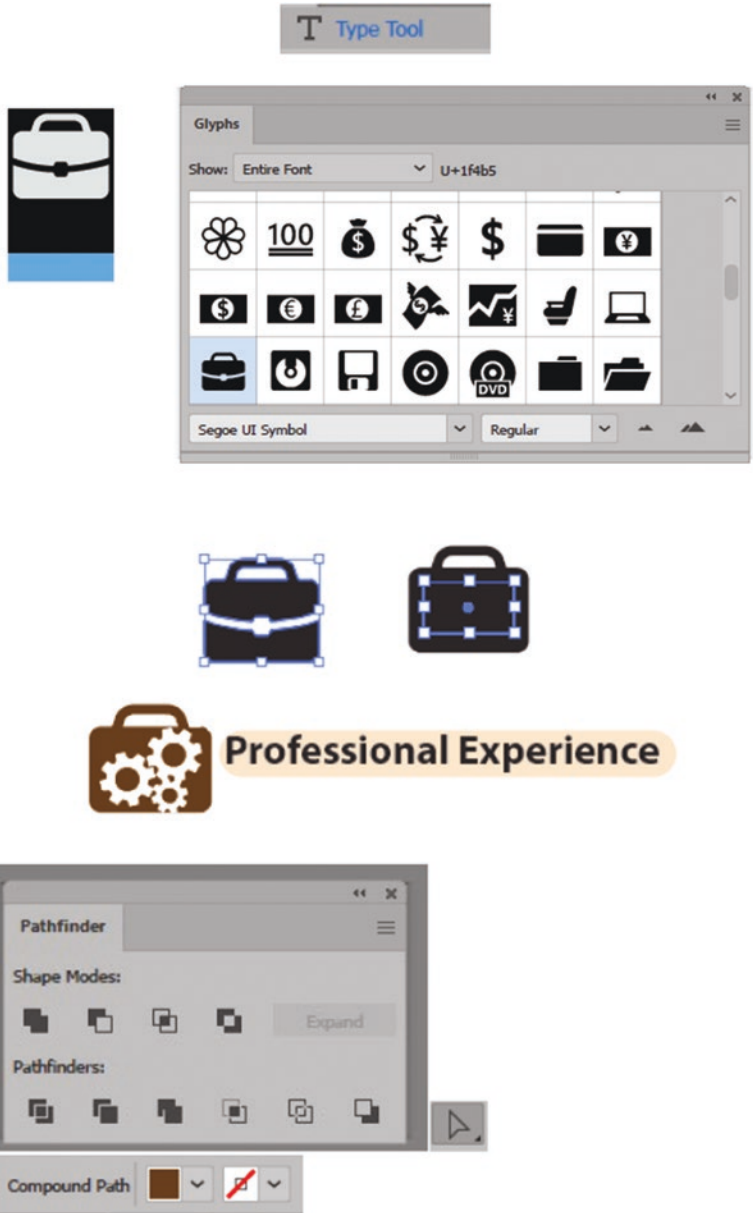 T Type Tool
Glyphs
Show: Entire Font U+1f4b5
100 $ $¥ $ ¥
$ € £ ¥
DVD
Segoe UI Symbol Regular
Professional Experience
Pathfinder
Shape Modes:
Expand
Pathfinders:
Compound Path